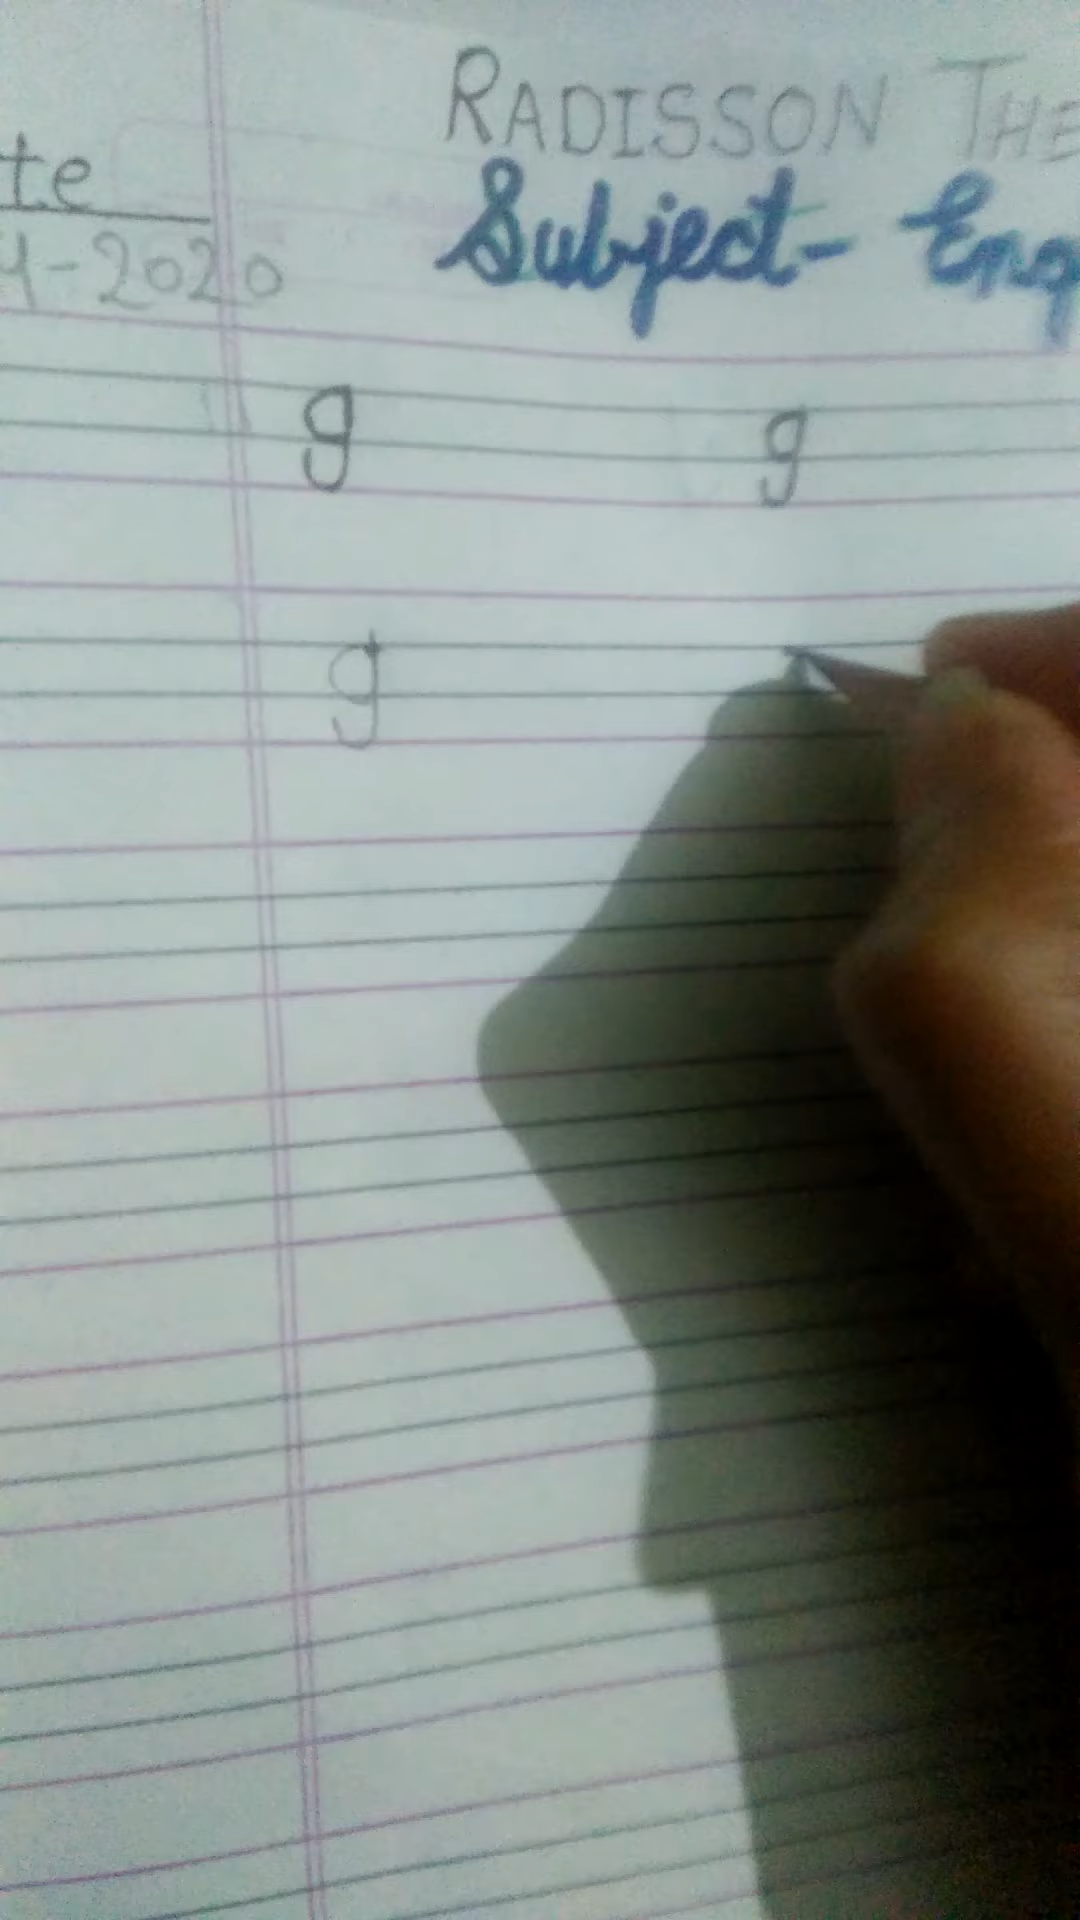 RADISSON THE
te
4-2020
Subject- Eng
g g
g